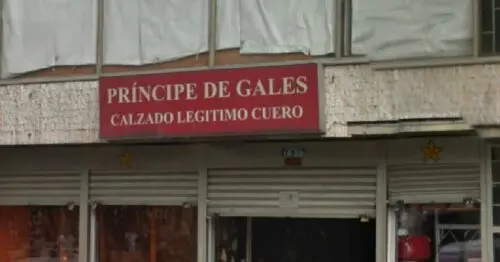 PRÍNCIPE DE GALES
CALZADO LEGITIMO CUERO